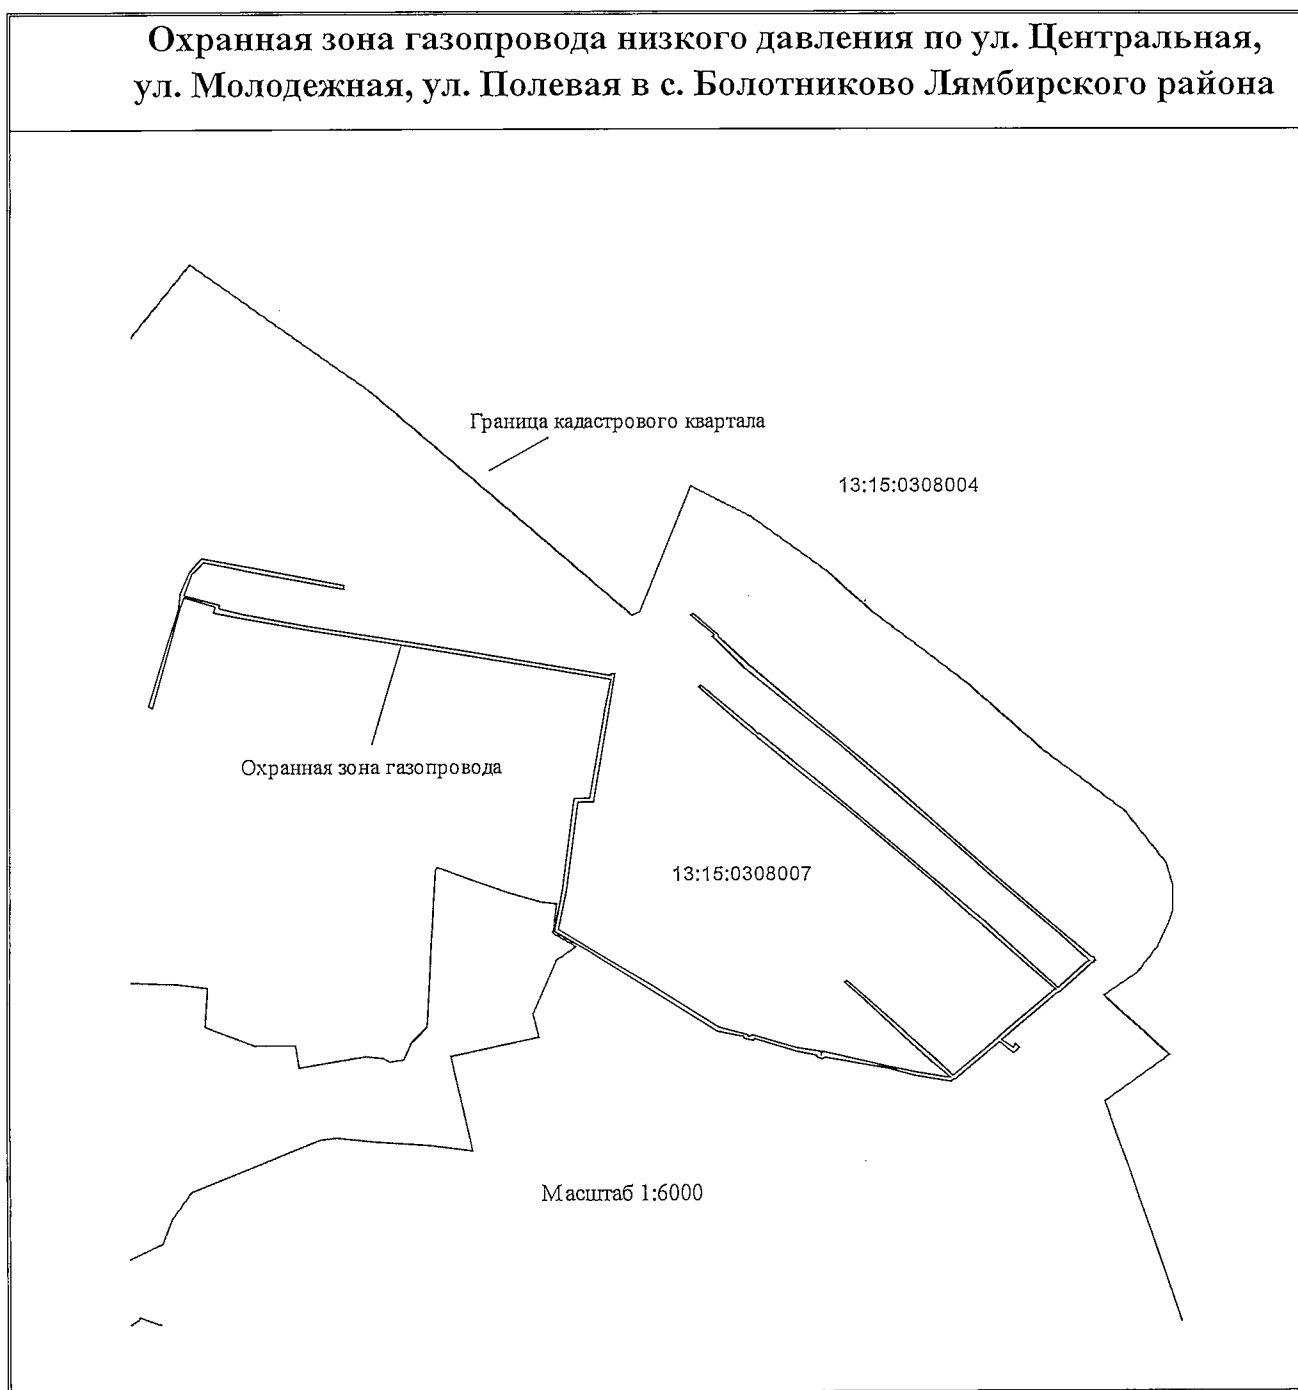 Охранная зона газопровода низкого давления по ул. Центральная,
ул. Молодежная, ул. Полевая в с. Болотниково Лямбирского района
Граница кадастрового квартала
13:15:0308004
Охранная зона газопровода
13:15:0308007
Масштаб 1:6000